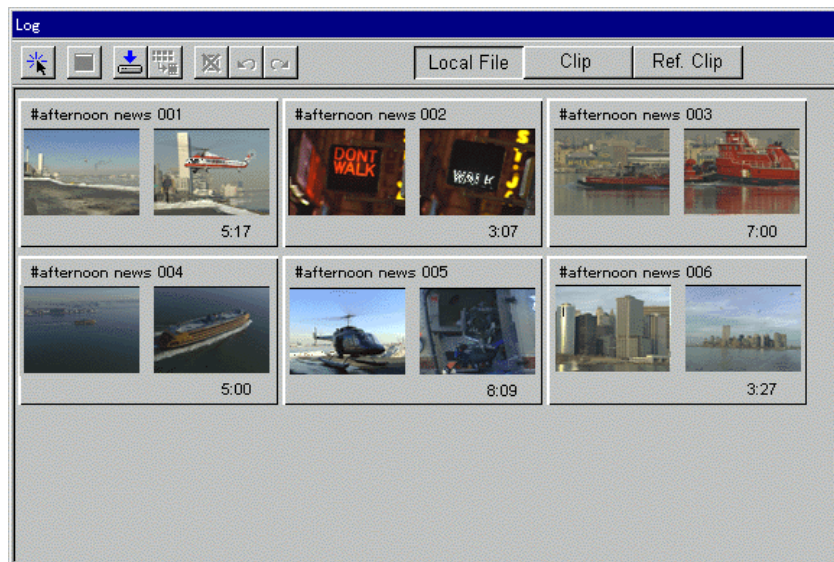 Log
Local File Clip Ref. Clip
#afternoon news 001
#afternoon news 002
#afternoon news 003
DONT
WALK
WALK
5:17
3:07
7:00
#afternoon news 004
#afternoon news 005
#afternoon news 006
5:00
8:09
3:27